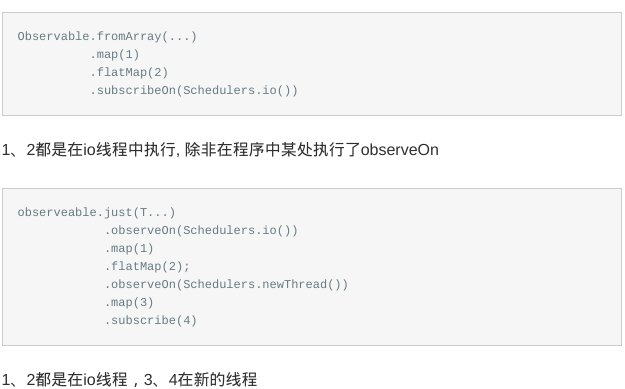 Observable.fromArray(...)
.map(1)
.flatMap(2)
.subscribeOn(Schedulers.io())
1、2都是在io线程中执行, 除非在程序中某处执行了observeOn
observeable.just(T...)
.observeOn(Schedulers.io())
.map(1)
.flatMap(2);
.observeOn(Schedulers.newThread())
.map(3)
.subscribe(4)
1、2都是在io线程，3、4在新的线程